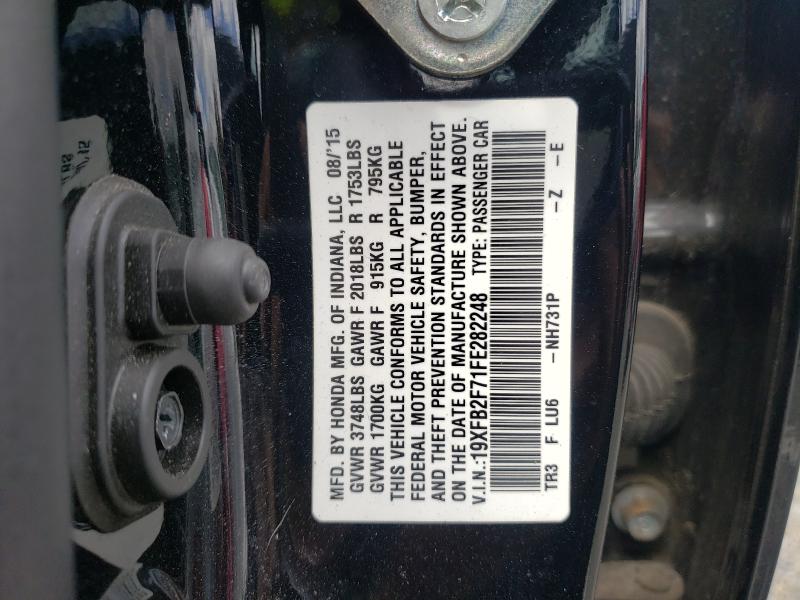 MFD. BY HONDA MFG. OF INDIANA, LLC 08/'15
GVWR 3748LBS GAWR F 2018LBS R 1753LBS
GVWR 1700KG GAWR F 915KG R 795KG
THIS VEHICLE CONFORMS TO ALL APPLICABLE
FEDERAL MOTOR VEHICLE SAFETY, BUMPER,
AND THEFT PREVENTION STANDARDS IN EFFECT
ON THE DATE OF MANUFACTURE SHOWN ABOVE.
V.I.N.:19XFB2F71FE282248 TYPE: PASSENGER CAR
TR3 F LU6 -NH731P -Z -E